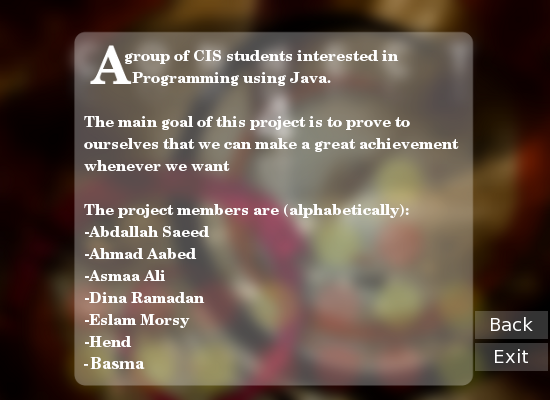 A group of CIS students interested in
Programming using Java.
The main goal of this project is to prove to
ourselves that we can make a great achievement
whenever we want
The project members are (alphabetically):
-Abdallah Saeed
-Ahmad Aabed
-Asmaa Ali
-Dina Ramadan
-Eslam Morsy
-Hend
-Basma
Back
Exit